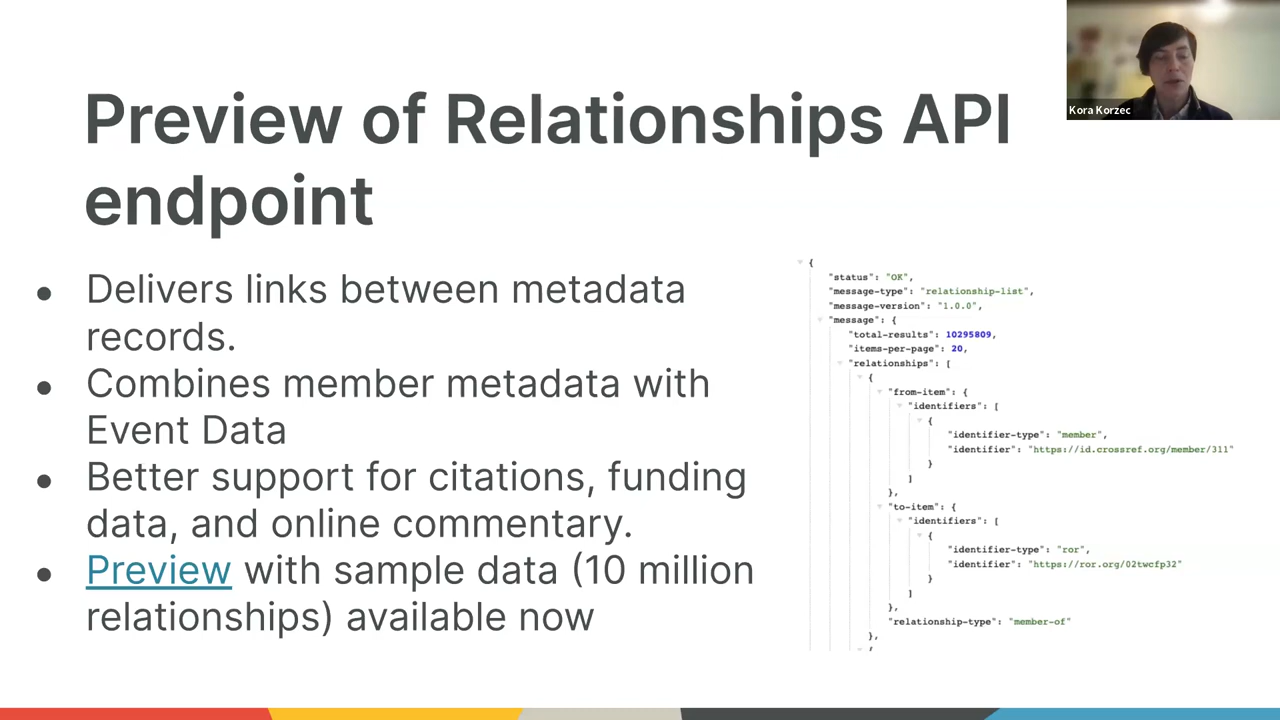 Preview of Relationships API
endpoint
Kora Korzec
● Delivers links between metadata
records.
● Combines member metadata with
Event Data
● Better support for citations, funding
data, and online commentary.
● Preview with sample data (10 million
relationships) available now
{
"status": "OK",
"message-type": "relationship-list",
"message-version": "1.0.0",
"message": {
"total-results": 10295809,
"items-per-page": 20,
"relationships": [
{
"from-item": {
"identifiers": [
{
"identifier-type": "member",
"identifier": "https://id.crossref.org/member/311"
}
]
},
"to-item": {
"identifiers": [
{
"identifier-type": "ror",
"identifier": "https://ror.org/02twcfp32"
}
]
},
"relationship-type": "member-of"
},
{